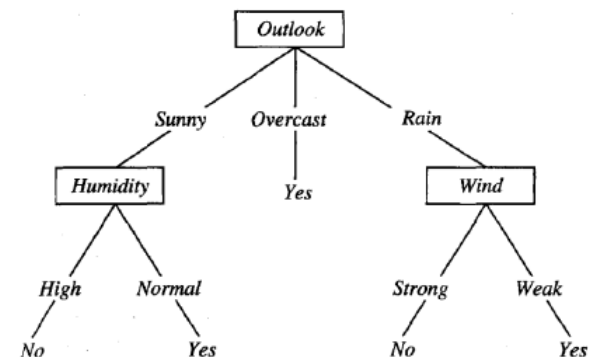 Outlook
Sunny Overcast Rain
Humidity Yes Wind
High Normal Strong Weak
No Yes No Yes